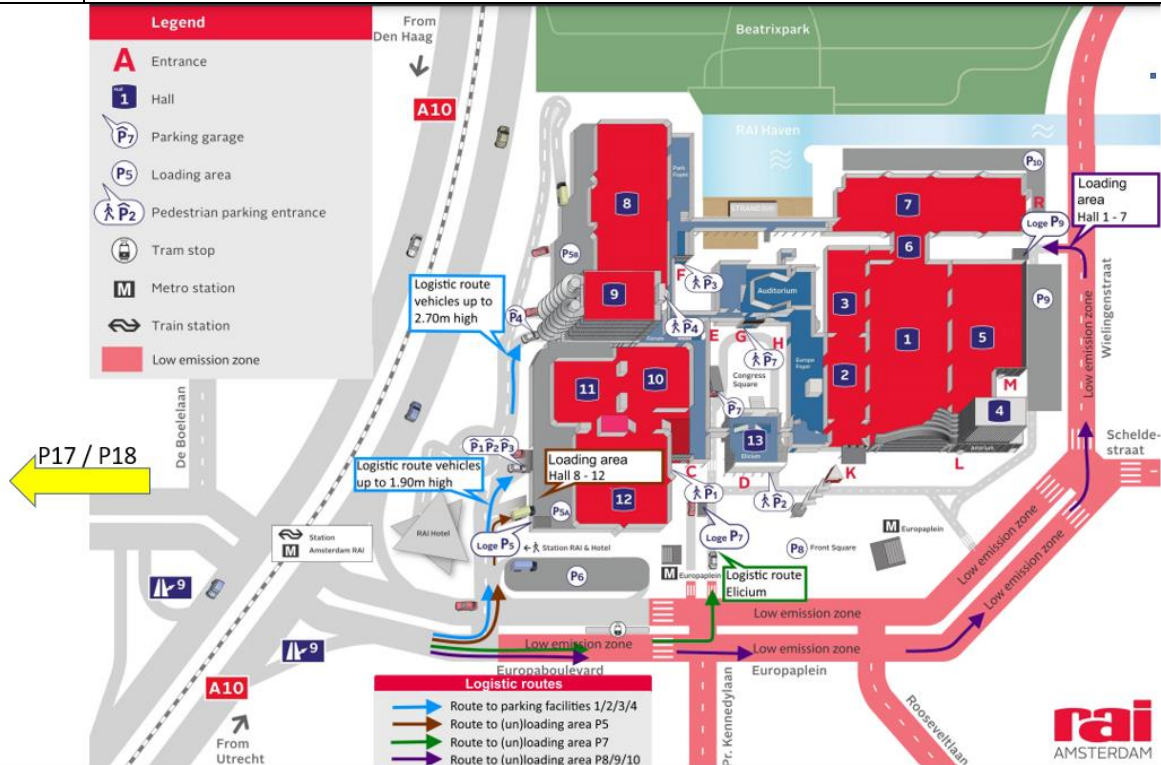 Legend
A Entrance
1 Hall
P7 Parking garage
P5 Loading area
P2 Pedestrian parking entrance
Tram stop
M Metro station
Train station
Low emission zone
From
Den Haag
A10
Beatrixpark
RAI Haven
STRANDZUID
Park
Foyer
8
P5B
9
F
P3
P4
P4
Logistic route
vehicles up to
2.70m high
11
10
12
E
G
H
P7
Auditorium
Congress
Square
Europe
Foyer
P7
13
Elicium
C
D
P1
P2
K
L
M
R
7
6
3
1
5
2
4
P10
P9
Loge P9
Loading
area
Hall 1 - 7
Wielingenstraat
Low emission zone
Schelde-
straat
De Boelelaan
P17 / P18
P1 P2 P3
Logistic route vehicles
up to 1.90m high
Loading area
Hall 8 - 12
P5A
Loge P5
Loge P7
RAI Hotel
Station
M Amsterdam RAI
Station RAI & Hotel
P6
P8 Front Square
M Europaplein
M Europaplein
Logistic route
Elicium
9
9
Low emission zone
Low emission zone
Low emission zone
Low emission zone
Low emission zone
Europaboulevard
Europaplein
Pr. Kennedylaan
Rooseveltlaan
A10
From
Utrecht
Logistic routes
Route to parking facilities 1/2/3/4
Route to (un)loading area P5
Route to (un)loading area P7
Route to (un)loading area P8/9/10
rai
AMSTERDAM